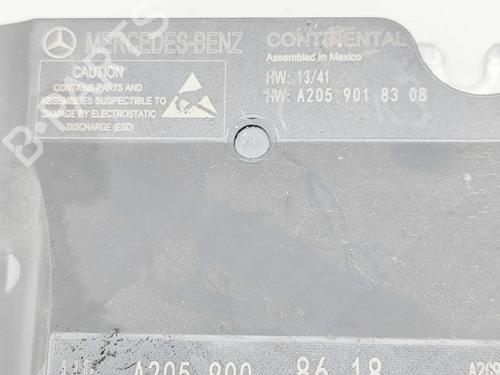 MERCEDES-BENZ
CONTINENTAL
Assembled in Mexico
CAUTION
CONTAINS PARTS AND
ASSEMBLIES SUSPECTIBLE TO
DAMAGE BY ELECTROSTATIC
DISCHARGE (ESD)
HW: 13/41
HW: A205 901 83 08
A205 900 86 18